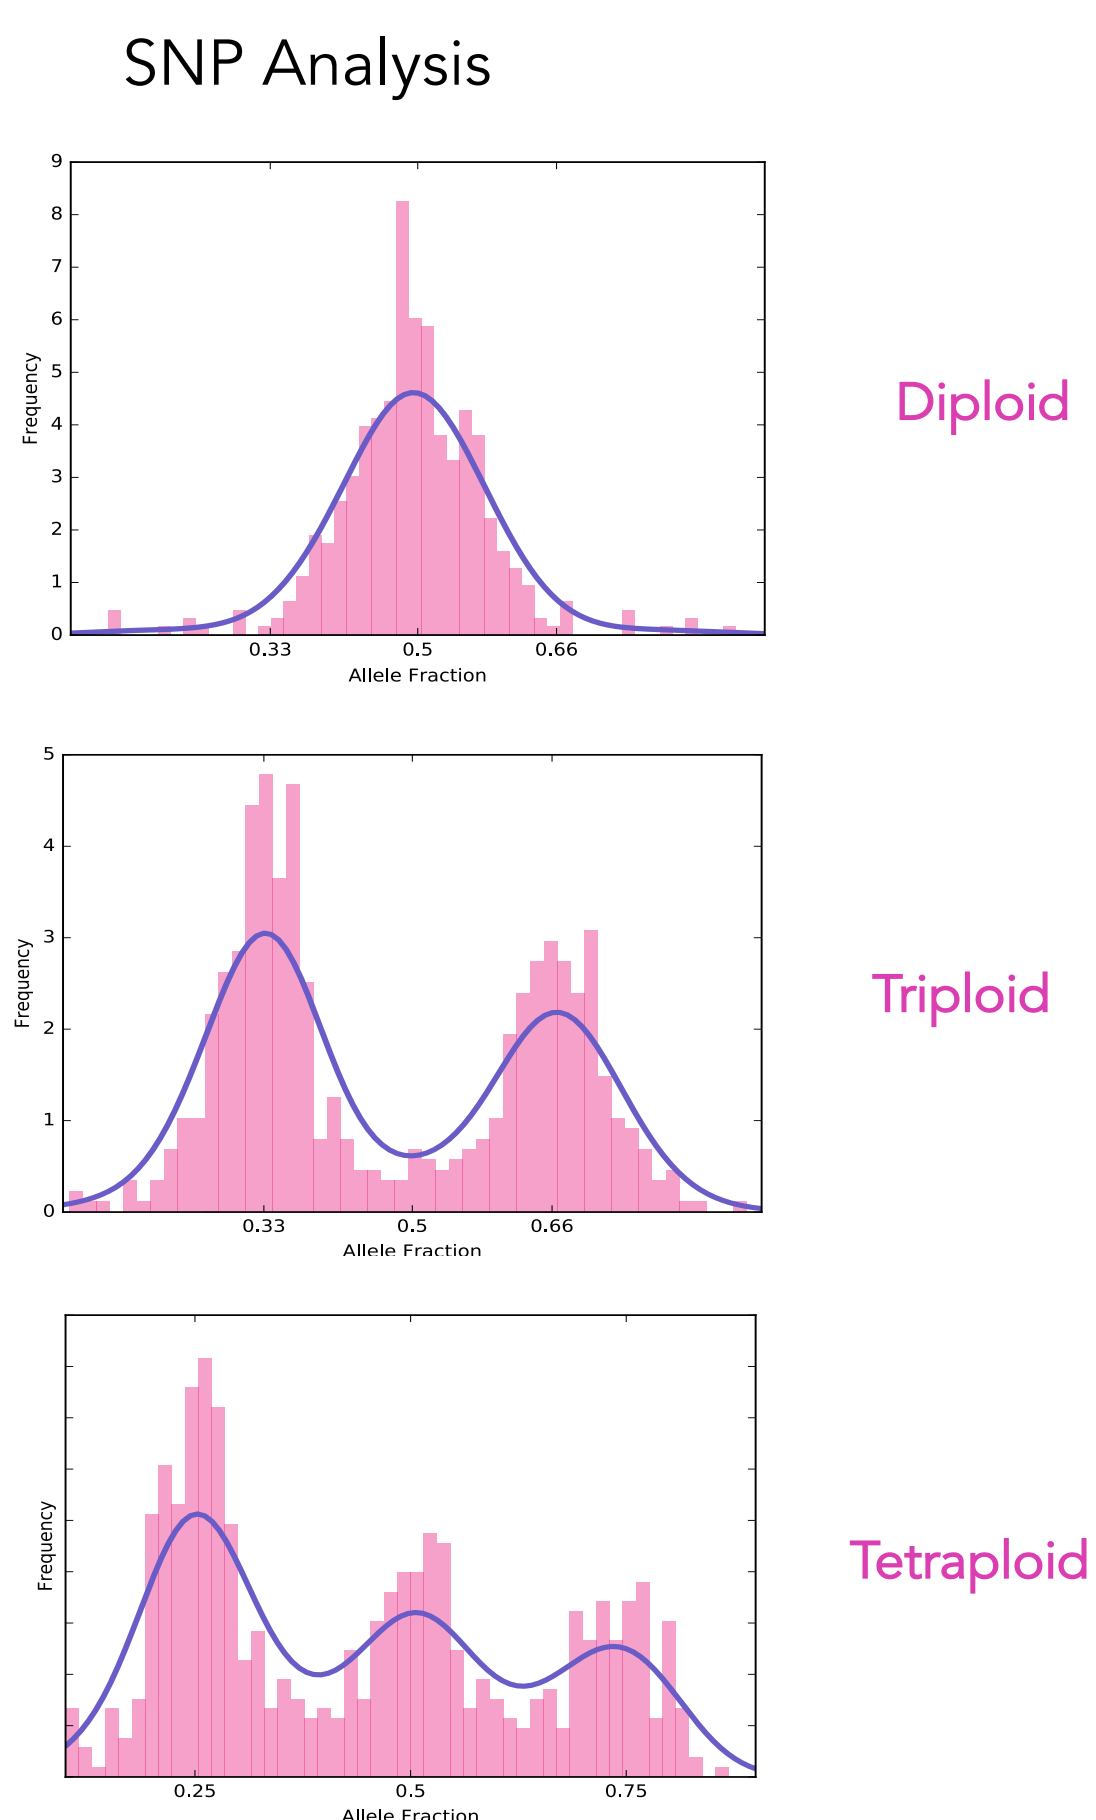 SNP Analysis
9
8
7
6
5
4
3
2
1
0
Frequency
0.33 0.5 0.66
Allele Fraction
Diploid
5
4
3
2
1
0
Frequency
0.33 0.5 0.66
Allele Fraction
Triploid
Frequency
0.25 0.5 0.75
Allele Fraction
Tetraploid